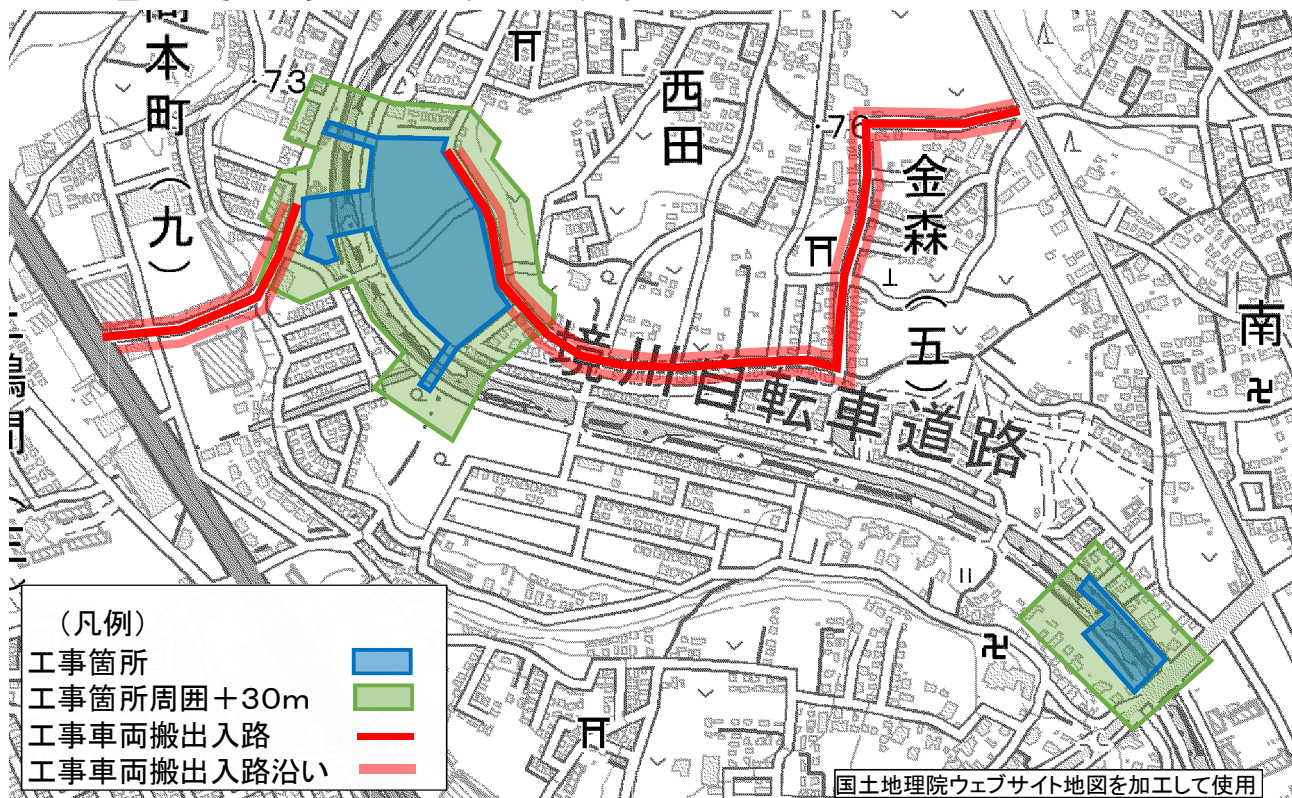 本町(九)
・73
西田
・76
金森(五)
南
境川自転車道路
(凡例)
工事箇所
工事箇所周囲+30m
工事車両搬出入路
工事車両搬出入路沿い
国土地理院ウェブサイト地図を加工して使用